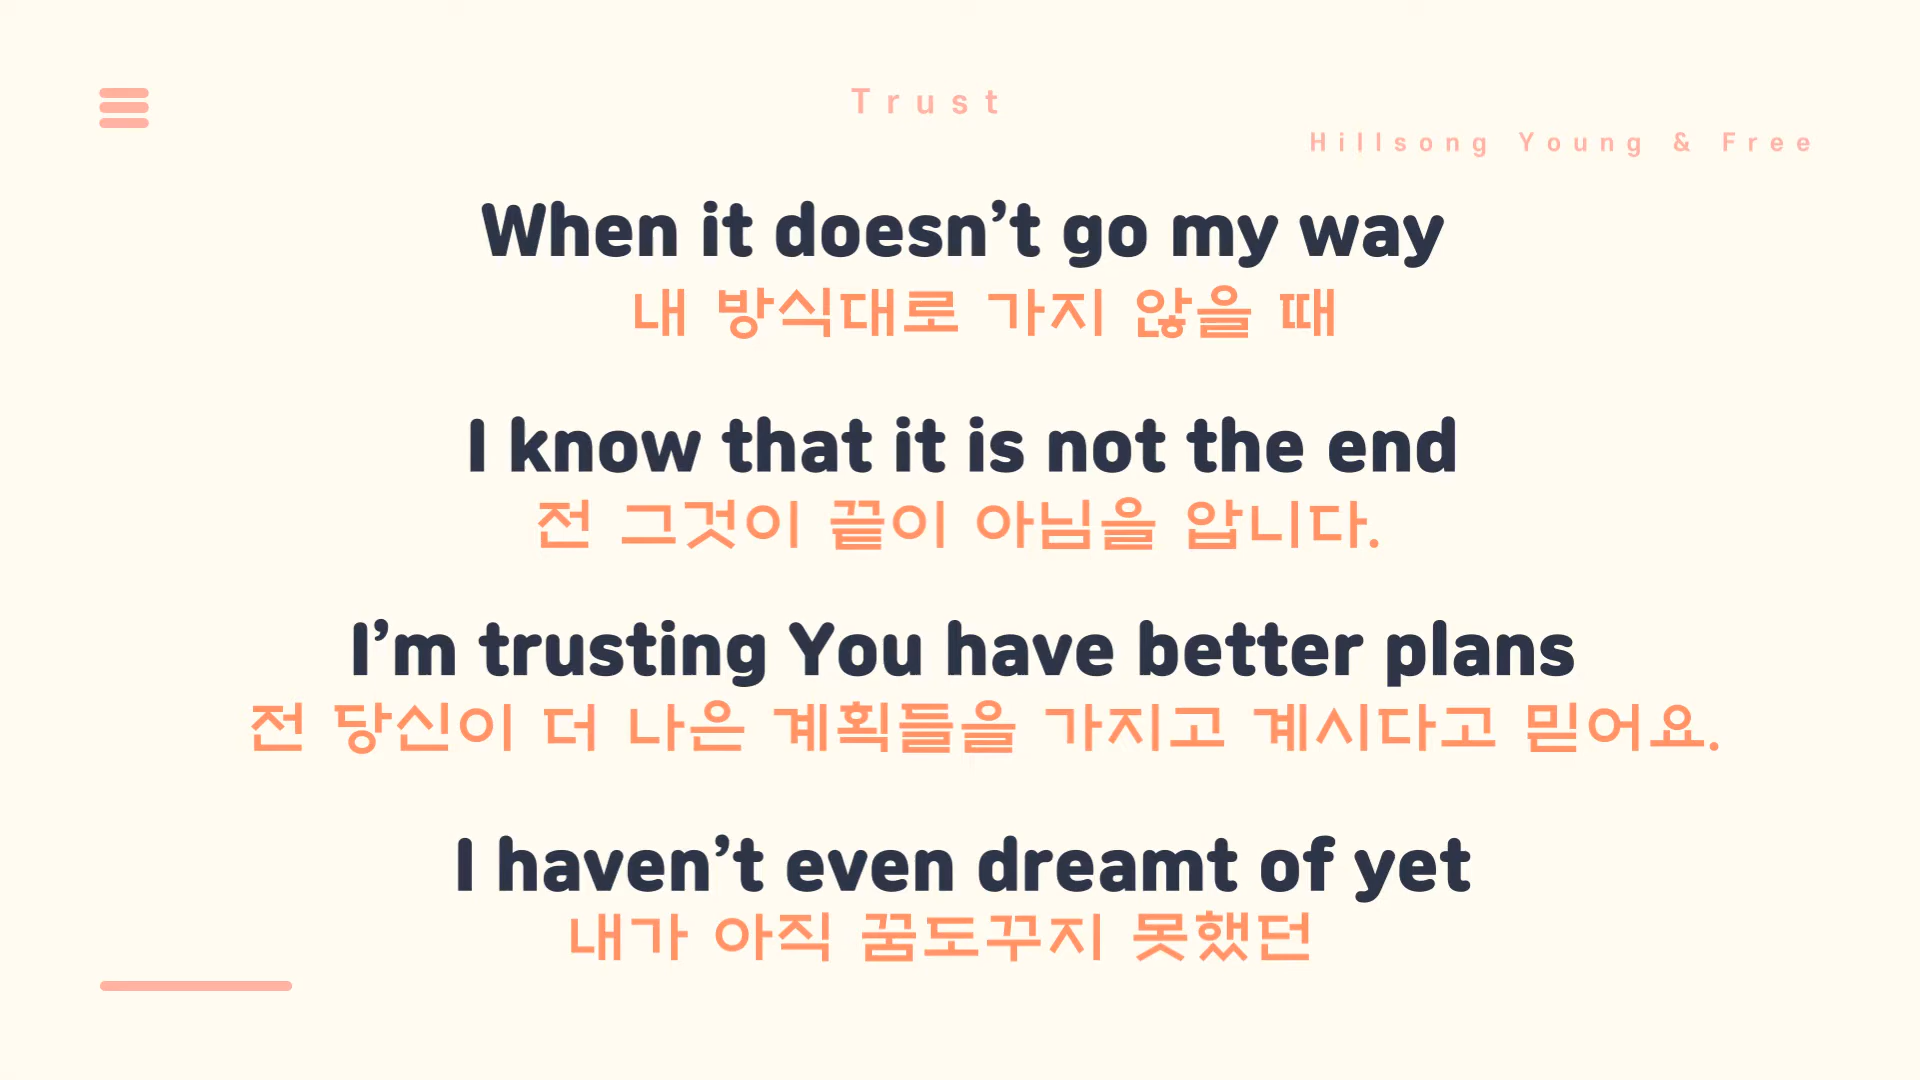 Trust
Hillsong Young & Free
When it doesn’t go my way
내 방식대로 가지 않을 때
I know that it is not the end
전 그것이 끝이 아님을 압니다.
I’m trusting You have better plans
전 당신이 더 나은 계획들을 가지고 계시다고 믿어요.
I haven’t even dreamt of yet
내가 아직 꿈도꾸지 못했던